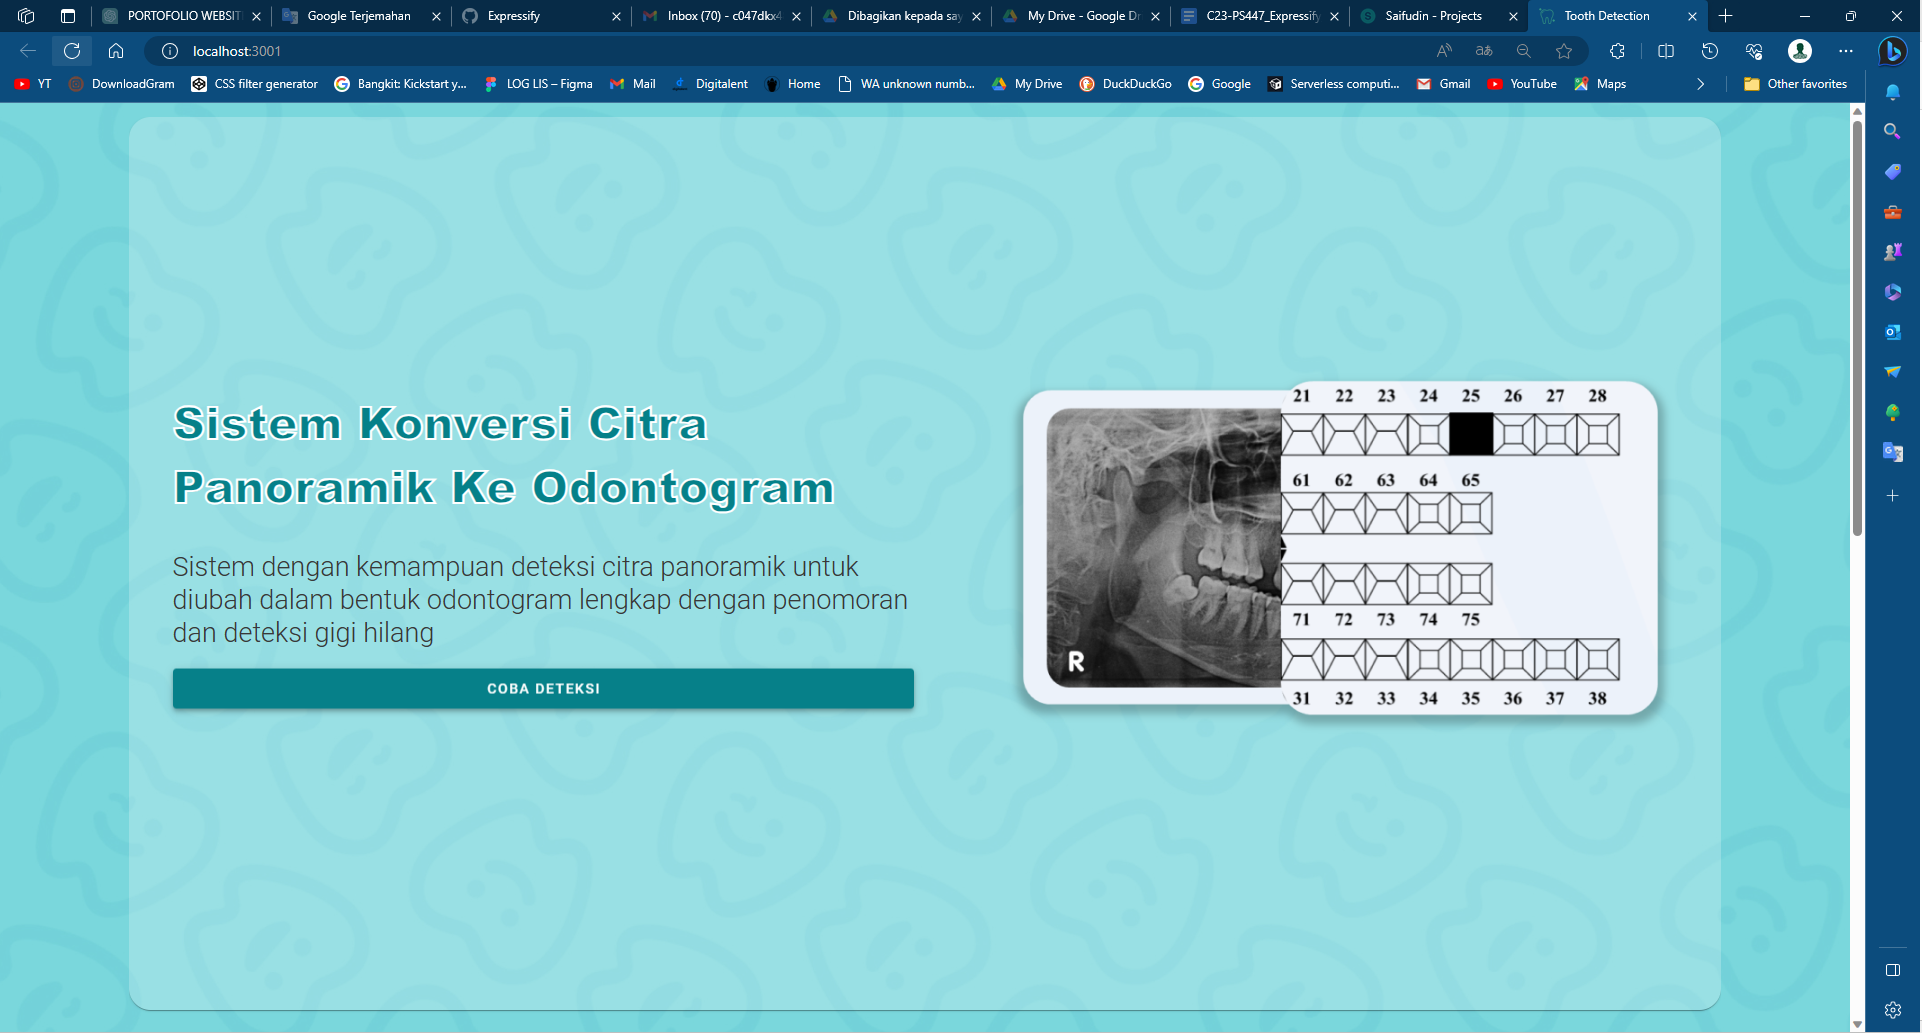 PORTOFOLIO WEBSIT
Google Terjemahan
Expressify
Inbox (70) - c047dkx4
Dibagikan kepada say
My Drive - Google Dr
C23-PS447_Expressify
Saifudin - Projects
Tooth Detection
localhost:3001
YT
DownloadGram
CSS filter generator
Bangkit: Kickstart y...
LOG LIS – Figma
Mail
Digitalent
Home
WA unknown numb...
My Drive
DuckDuckGo
Google
Serverless computi...
Gmail
YouTube
Maps
Other favorites
Sistem Konversi Citra
Panoramik Ke Odontogram
Sistem dengan kemampuan deteksi citra panoramik untuk
diubah dalam bentuk odontogram lengkap dengan penomoran
dan deteksi gigi hilang
COBA DETEKSI
R
21 22 23 24 25 26 27 28
61 62 63 64 65
71 72 73 74 75
31 32 33 34 35 36 37 38